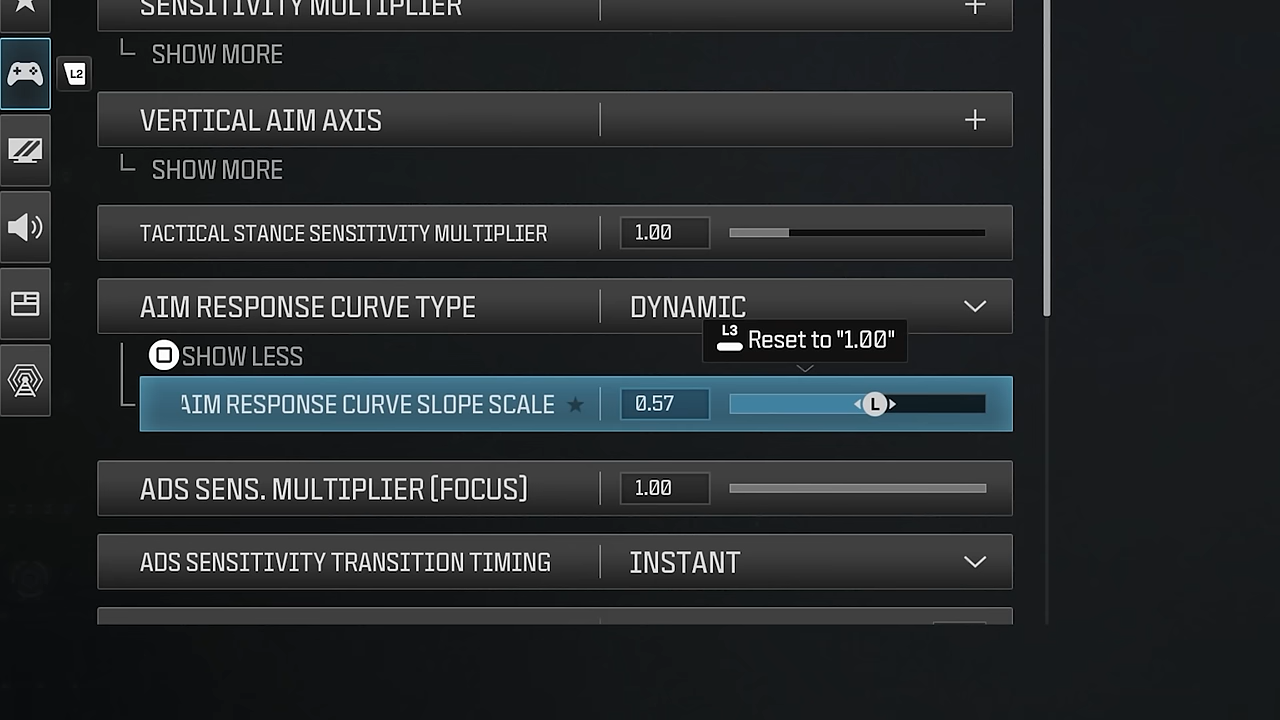 SENSITIVITY MULTIPLIER
SHOW MORE
L2
VERTICAL AIM AXIS
SHOW MORE
TACTICAL STANCE SENSITIVITY MULTIPLIER 1.00
AIM RESPONSE CURVE TYPE DYNAMIC
L3 Reset to "1.00"
SHOW LESS
AIM RESPONSE CURVE SLOPE SCALE 0.57 L
ADS SENS. MULTIPLIER (FOCUS) 1.00
ADS SENSITIVITY TRANSITION TIMING INSTANT